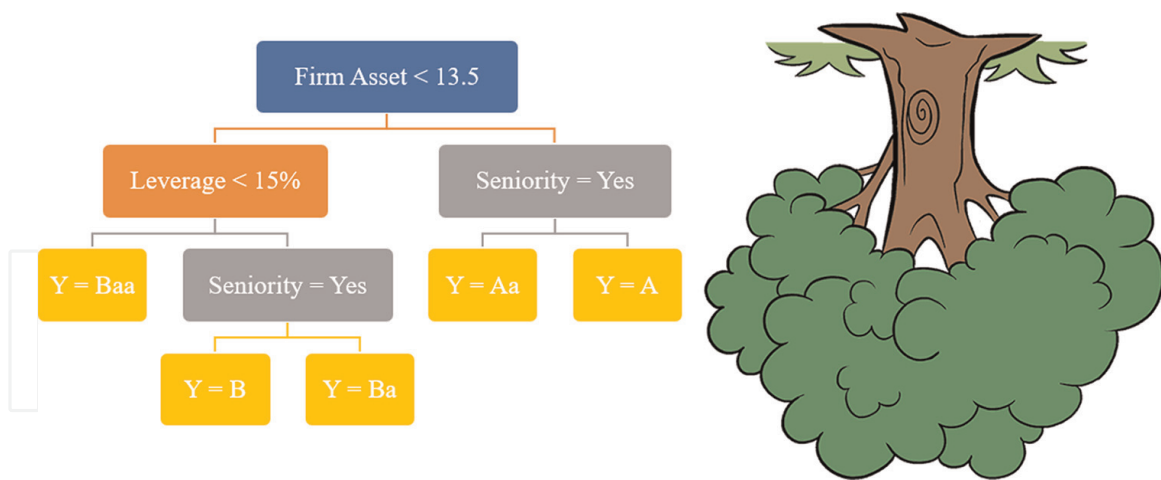 Firm Asset < 13.5
Leverage < 15%
Seniority = Yes
Y = Baa
Seniority = Yes
Y = Aa
Y = A
Y = B
Y = Ba